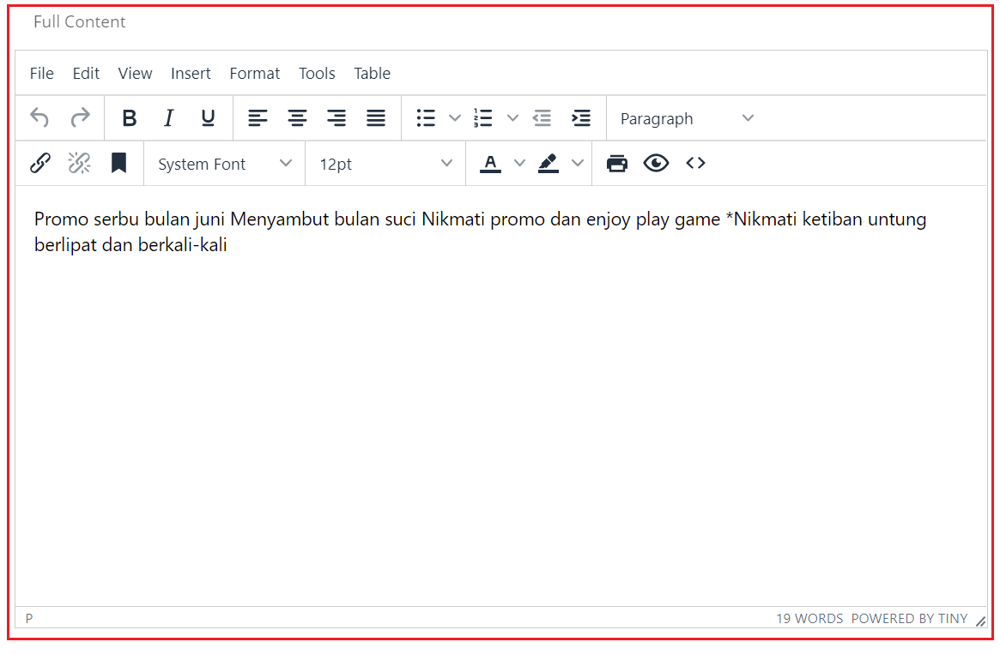 Full Content
File Edit View Insert Format Tools Table
B I U Paragraph
System Font 12pt A
Promo serbu bulan juni Menyambut bulan suci Nikmati promo dan enjoy play game *Nikmati ketiban untung
berlipat dan berkali-kali
P 19 WORDS POWERED BY TINY